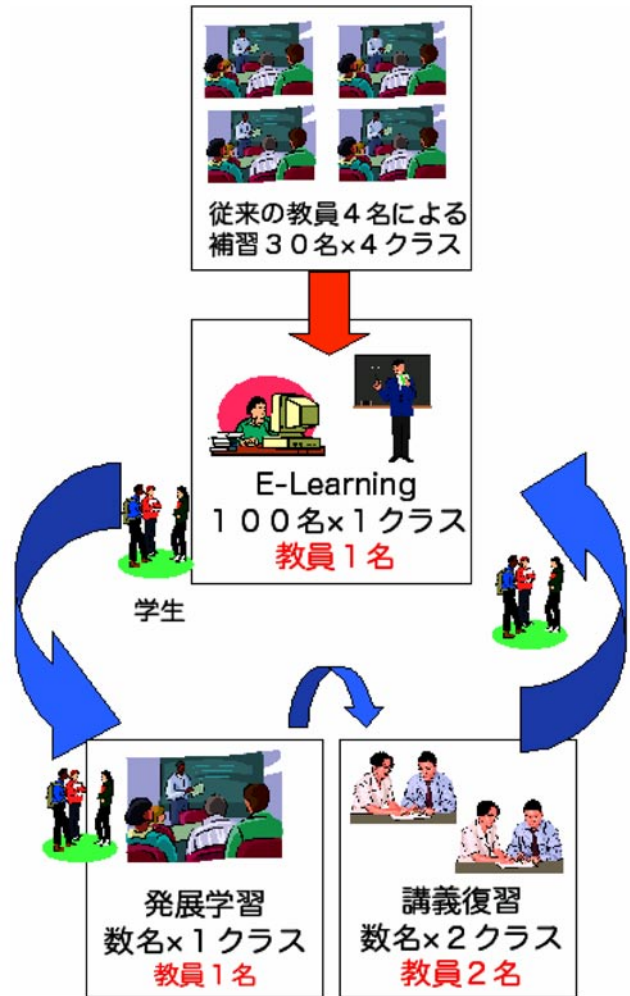 従来の教員４名による
補習３０名×４クラス
E-Learning
１００名×１クラス
教員１名
学生
発展学習
数名×１クラス
教員１名
講義復習
数名×２クラス
教員２名